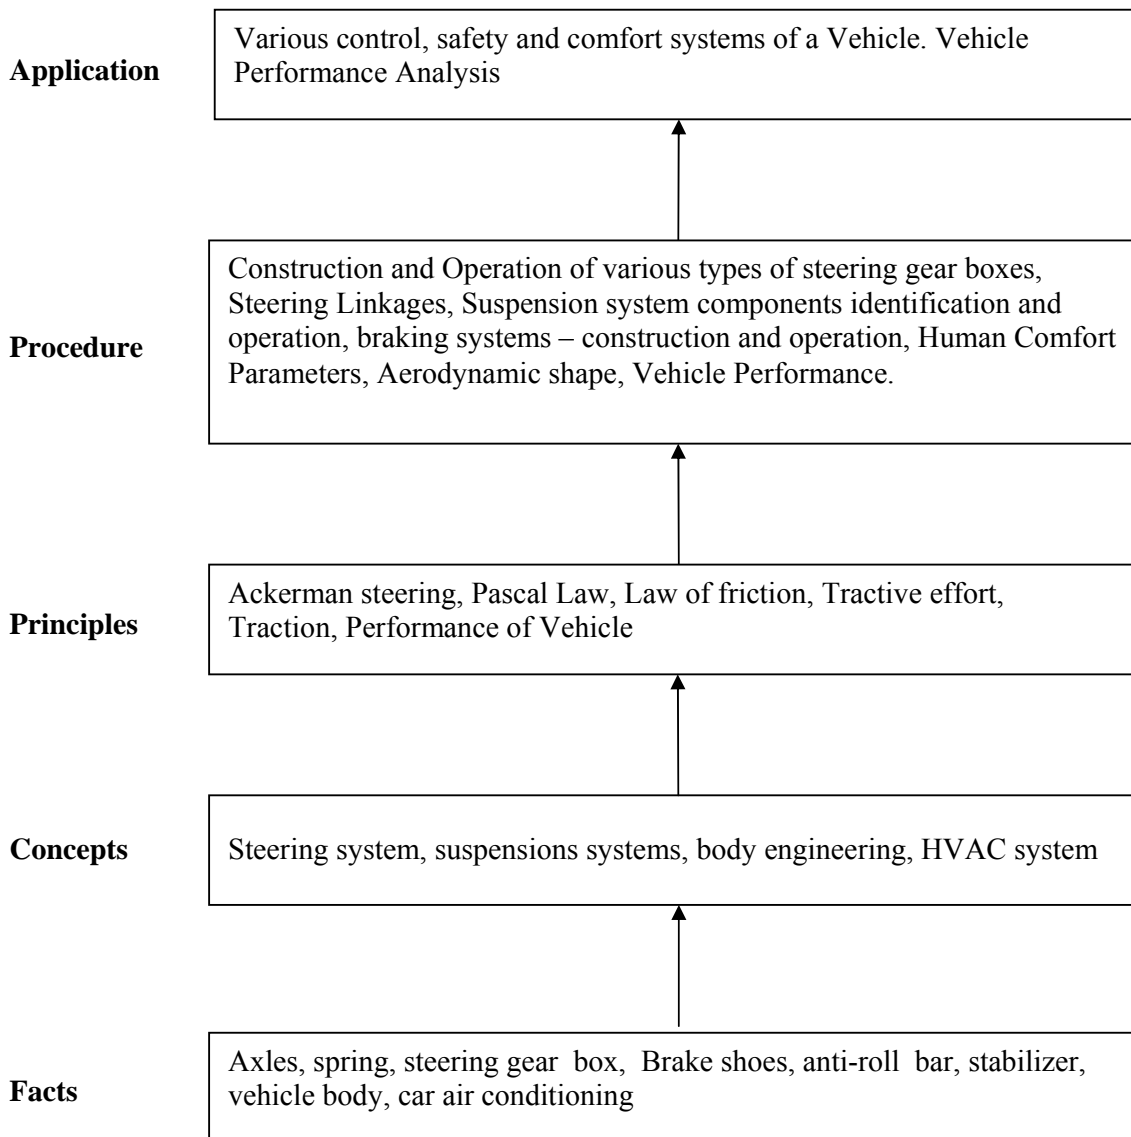 Application
Various control, safety and comfort systems of a Vehicle. Vehicle
Performance Analysis
Procedure
Construction and Operation of various types of steering gear boxes,
Steering Linkages, Suspension system components identification and
operation, braking systems – construction and operation, Human Comfort
Parameters, Aerodynamic shape, Vehicle Performance.
Principles
Ackerman steering, Pascal Law, Law of friction, Tractive effort,
Traction, Performance of Vehicle
Concepts
Steering system, suspensions systems, body engineering, HVAC system
Facts
Axles, spring, steering gear box, Brake shoes, anti-roll bar, stabilizer,
vehicle body, car air conditioning